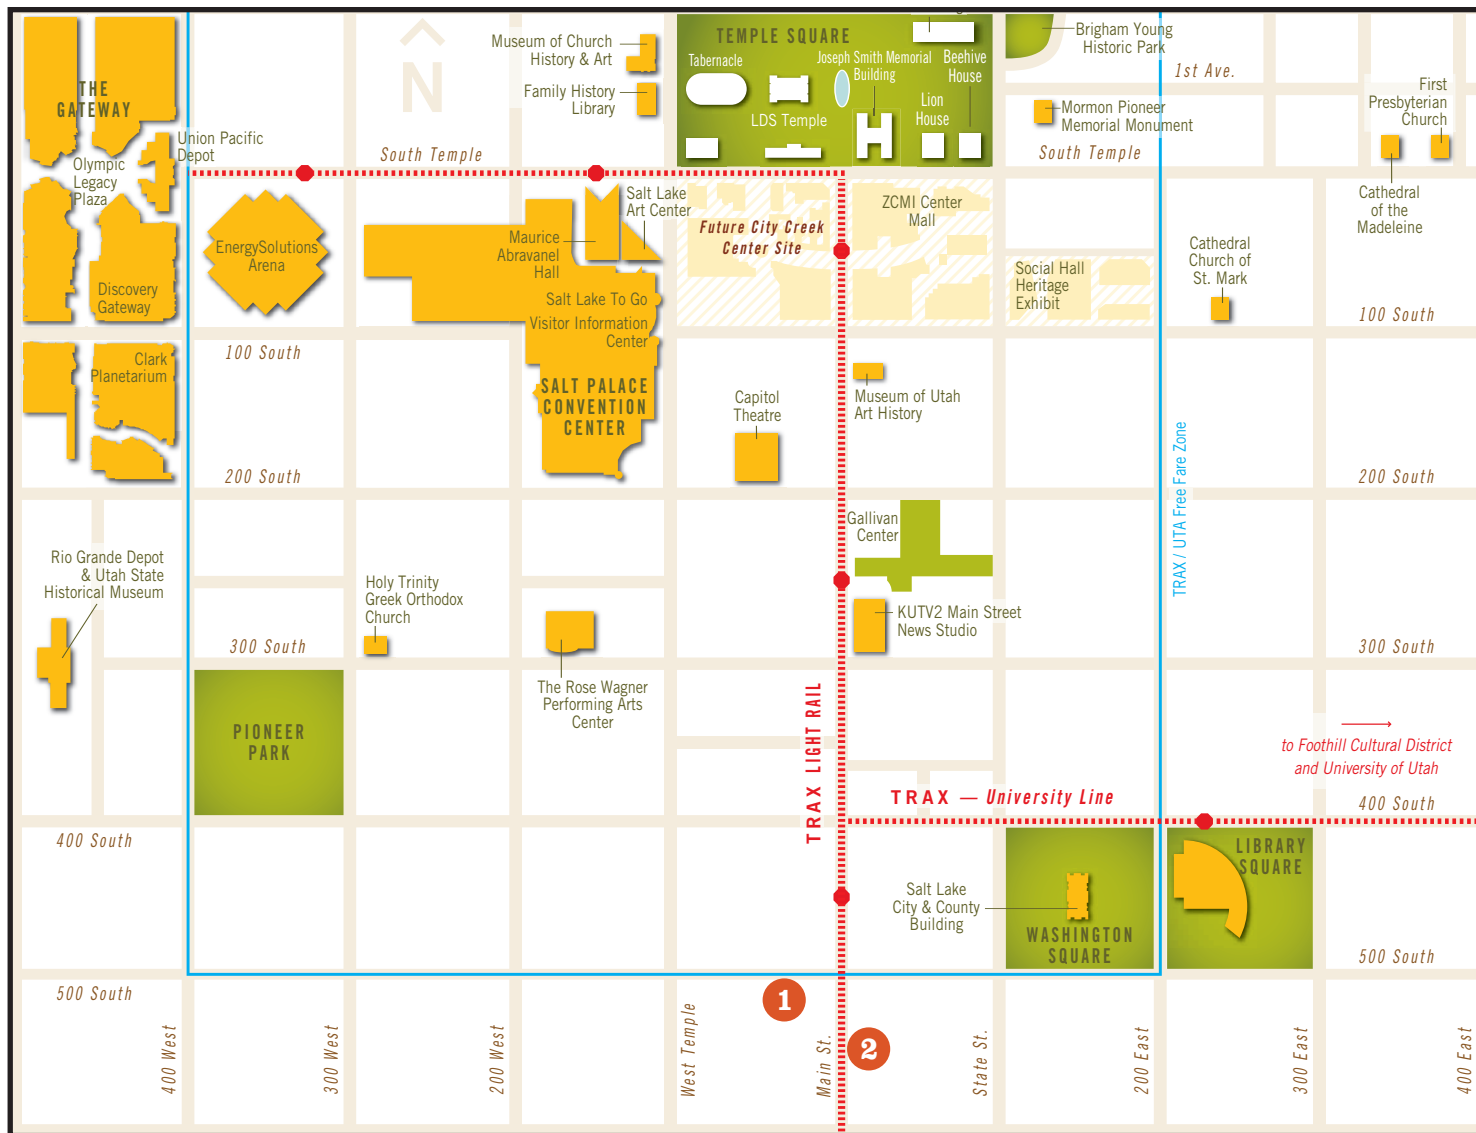 TEMPLE SQUARE
Museum of Church
History & Art
Family History
Library
Tabernacle
LDS Temple
Joseph Smith Memorial
Building
Beehive
House
Lion
House
Brigham Young
Historic Park
1st Ave.
Mormon Pioneer
Memorial Monument
First
Presbyterian
Church
Cathedral
of the
Madeleine
THE
GATEWAY
Union Pacific
Depot
Olympic
Legacy
Plaza
N
South Temple
South Temple
EnergySolutions
Arena
Discovery
Gateway
Maurice
Abravanel
Hall
Salt Lake
Art Center
Salt Lake To Go
Visitor Information
Center
SALT PALACE
CONVENTION
CENTER
Future City Creek
Center Site
ZCMI Center
Mall
Social Hall
Heritage
Exhibit
Cathedral
Church of
St. Mark
100 South
100 South
Clark
Planetarium
Capitol
Theatre
Museum of Utah
Art History
200 South
200 South
TRAX / UTA Free Fare Zone
Gallivan
Center
Rio Grande Depot
& Utah State
Historical Museum
Holy Trinity
Greek Orthodox
Church
KUTV2 Main Street
News Studio
300 South
300 South
The Rose Wagner
Performing Arts
Center
PIONEER
PARK
TRAX LIGHT RAIL
to Foothill Cultural District
and University of Utah
TRAX — University Line
400 South
400 South
LIBRARY
SQUARE
Salt Lake
City & County
Building
WASHINGTON
SQUARE
500 South
500 South
1
2
400 West
300 West
200 West
West Temple
Main St.
State St.
200 East
300 East
400 East